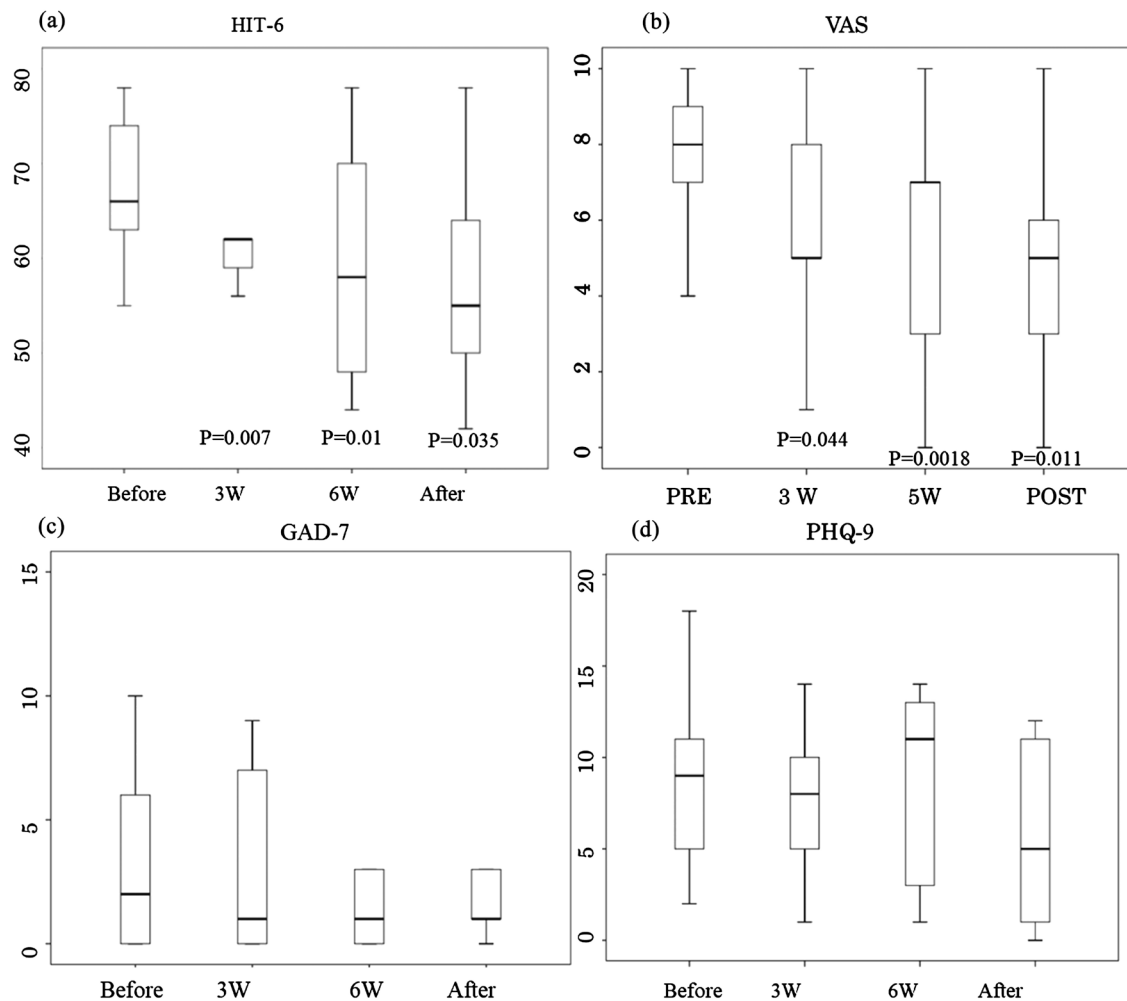 (a)
HIT-6
80
70
60
50
40
P=0.007
P=0.01
P=0.035
Before
3W
6W
After
(b)
VAS
10
8
6
4
2
0
P=0.044
P=0.0018
P=0.011
PRE
3 W
5W
POST
(c)
GAD-7
15
10
5
0
Before
3W
6W
After
(d)
PHQ-9
20
15
10
5
0
Before
3W
6W
After